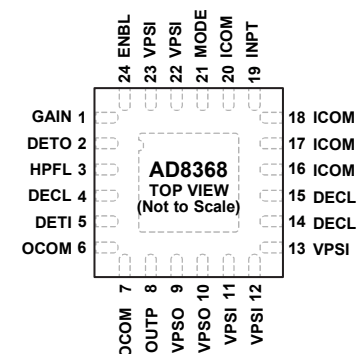 24 ENBL
23 VPSI
22 VPSI
21 MODE
20 ICOM
19 INPT
GAIN 1
DETO 2
HPFL 3
DECL 4
DETI 5
OCOM 6
AD8368
TOP VIEW
(Not to Scale)
18 ICOM
17 ICOM
16 ICOM
15 DECL
14 DECL
13 VPSI
OCOM 7
OUTP 8
VPSO 9
VPSO 10
VPSI 11
VPSI 12